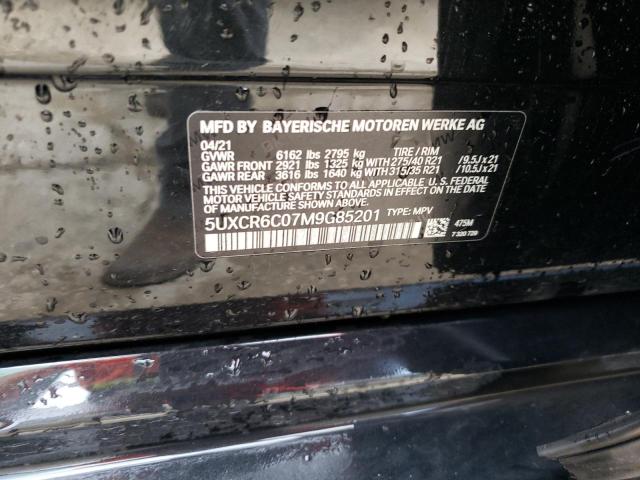 MFD BY BAYERISCHE MOTOREN WERKE AG
04/21
GVWR 6162 lbs 2795 kg TIRE / RIM
GAWR FRONT 2921 lbs 1325 kg WITH 275/40 R21 /9.5J x 21
GAWR REAR 3616 lbs 1640 kg WITH 315/35 R21 /10.5J x 21
THIS VEHICLE CONFORMS TO ALL APPLICABLE U.S. FEDERAL
MOTOR VEHICLE SAFETY STANDARDS IN EFFECT ON THE
DATE OF MANUFACTURE SHOWN ABOVE.
5UXCR6C07M9G85201 TYPE: MPV
475M
7 320 729